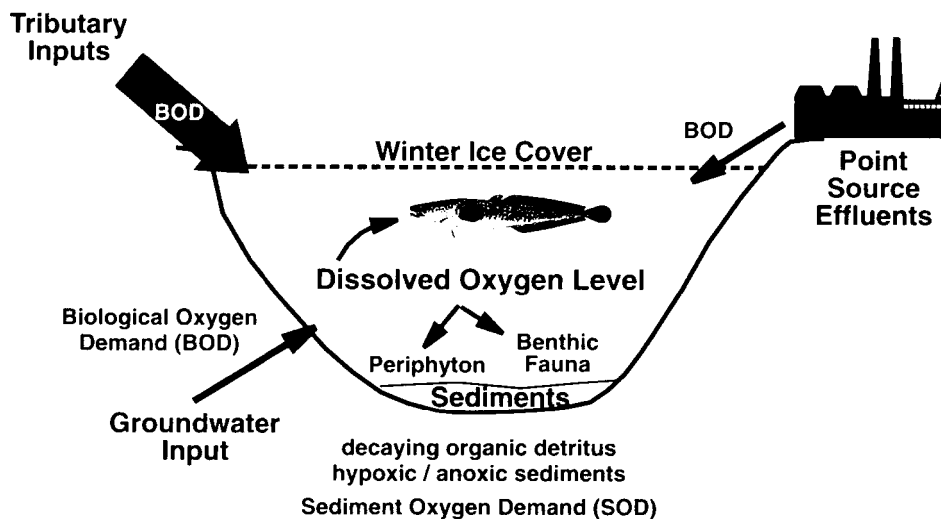 Tributary
Inputs
BOD
BOD
Winter Ice Cover
Point
Source
Effluents
Dissolved Oxygen Level
Biological Oxygen
Demand (BOD)
Periphyton
Benthic
Fauna
Sediments
Groundwater
Input
decaying organic detritus
hypoxic / anoxic sediments
Sediment Oxygen Demand (SOD)